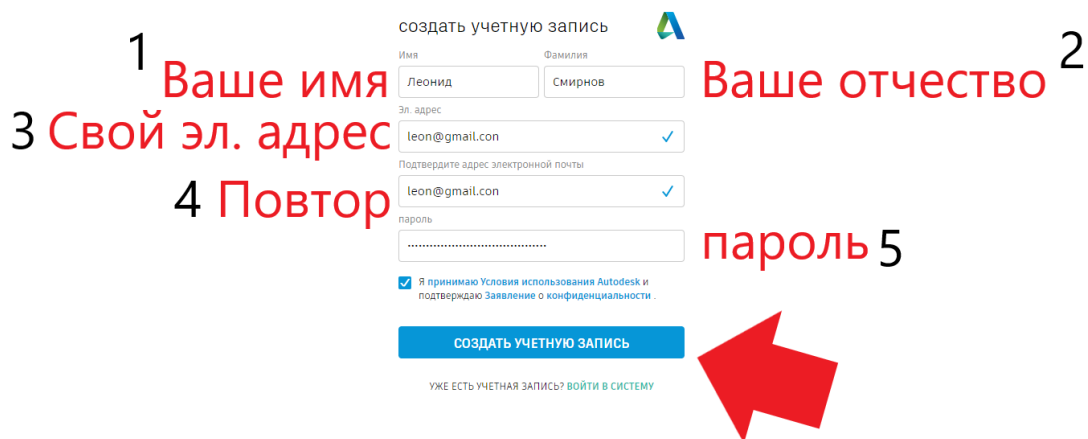 создать учетную запись
1
2
Имя
Фамилия
Ваше имя
Леонид
Смирнов
Ваше отчество
Эл. адрес
3 Свой эл. адрес
leon@gmail.con
Подтвердите адрес электронной почты
4 Повтор
leon@gmail.con
пароль
пароль 5
Я принимаю Условия использования Autodesk и
подтверждаю Заявление о конфиденциальности .
СОЗДАТЬ УЧЕТНУЮ ЗАПИСЬ
УЖЕ ЕСТЬ УЧЕТНАЯ ЗАПИСЬ? ВОЙТИ В СИСТЕМУ